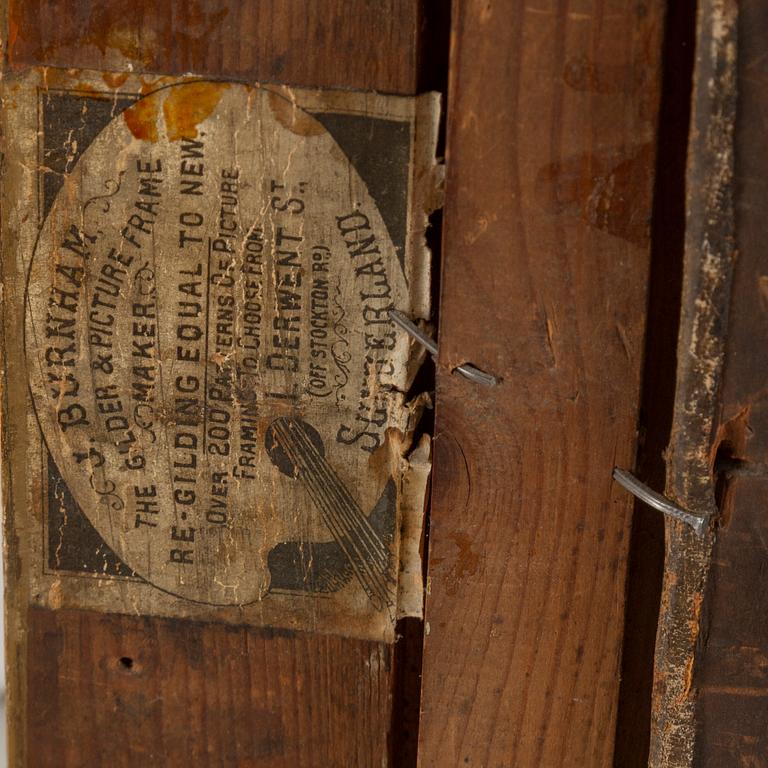 J. BURNHAM,
THE GILDER & PICTURE FRAME
MAKER.
RE-GILDING EQUAL TO NEW.
OVER 200 PATTERNS OF PICTURE
FRAMING TO CHOOSE FROM
1 DERWENT ST.,
(OFF STOCKTON RD.)
SUNDERLAND.